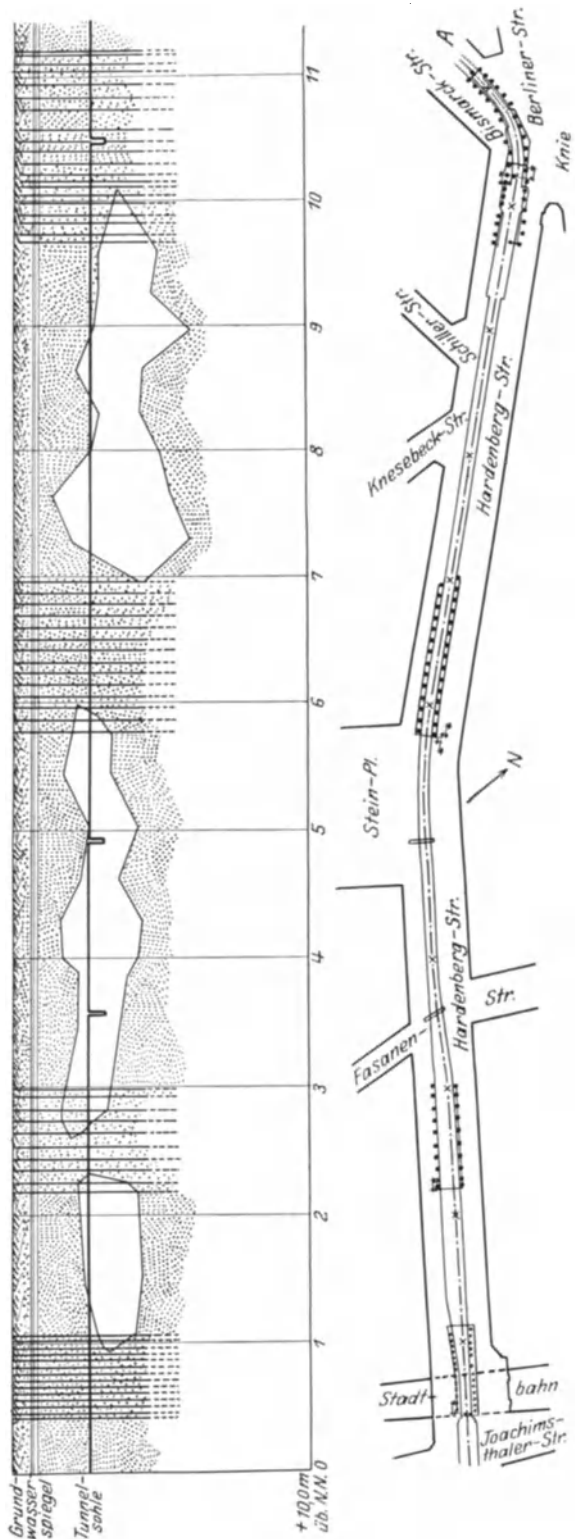 Grund-
wasser-
spiegel
Tunnel-
sohle
+10,0m
üb. N.N.
0
1
2
3
4
5
6
7
8
9
10
11
A
Bismarck-Str.
Berliner-Str.
Knie
Schiller-Str.
Knesebeck-Str.
Hardenberg-Str.
Stein-Pl.
N
Hardenberg-Str.
Fasanen-
Str.
Stadt-
bahn
Joachims-
thaler-Str.